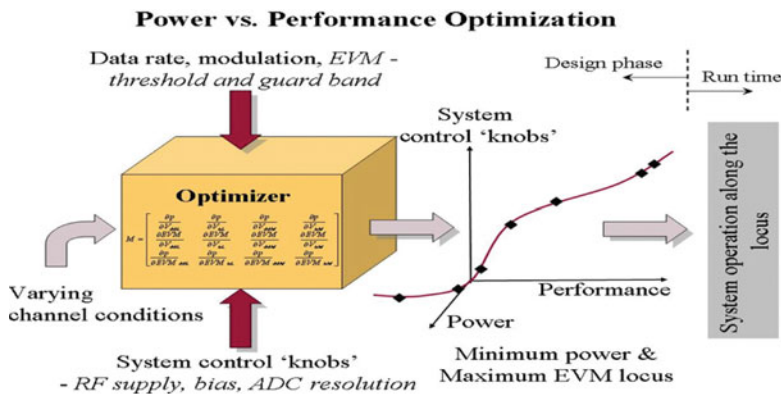 Power vs. Performance Optimization
Data rate, modulation, EVM -
threshold and guard band
Design phase
Run time
System
control ‘knobs’
Optimizer
M =
Varying
channel conditions
Performance
Power
System operation along the locus
System control ‘knobs’
- RF supply, bias, ADC resolution
Minimum power &
Maximum EVM locus